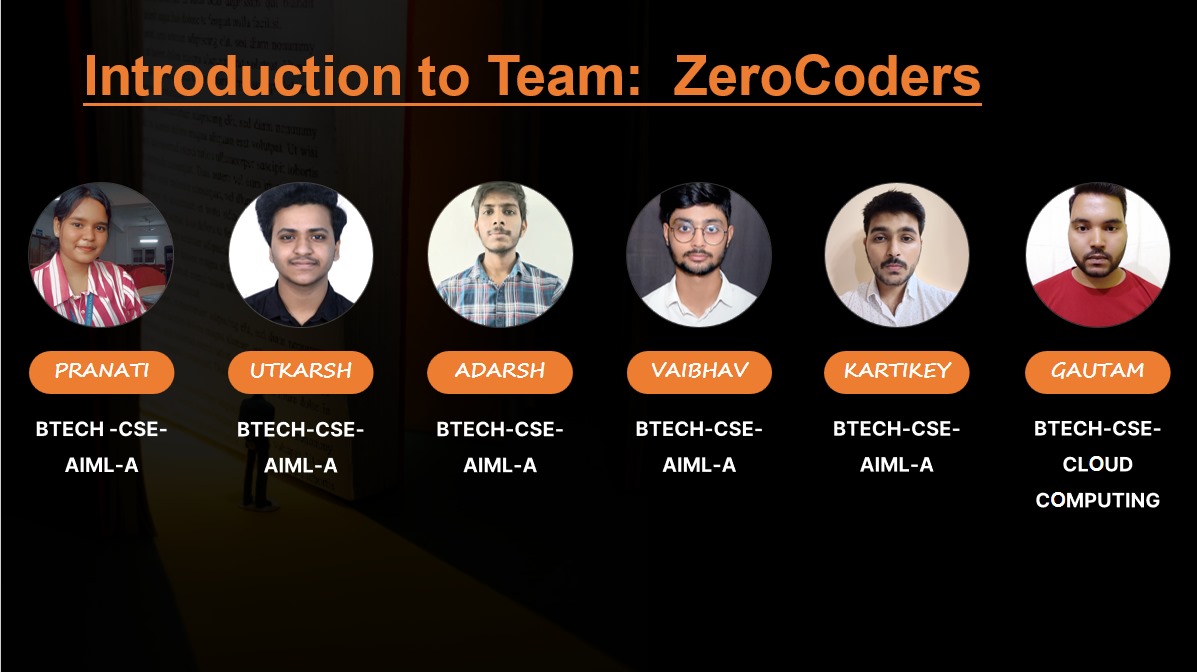 Introduction to Team:  ZeroCoders
PRANATI
UTKARSH
ADARSH
VAIBHAV
KARTIKEY
GAUTAM
BTECH -CSE-
AIML-A
BTECH-CSE-
AIML-A
BTECH-CSE-
AIML-A
BTECH-CSE-
AIML-A
BTECH-CSE-
AIML-A
BTECH-CSE-
CLOUD
COMPUTING